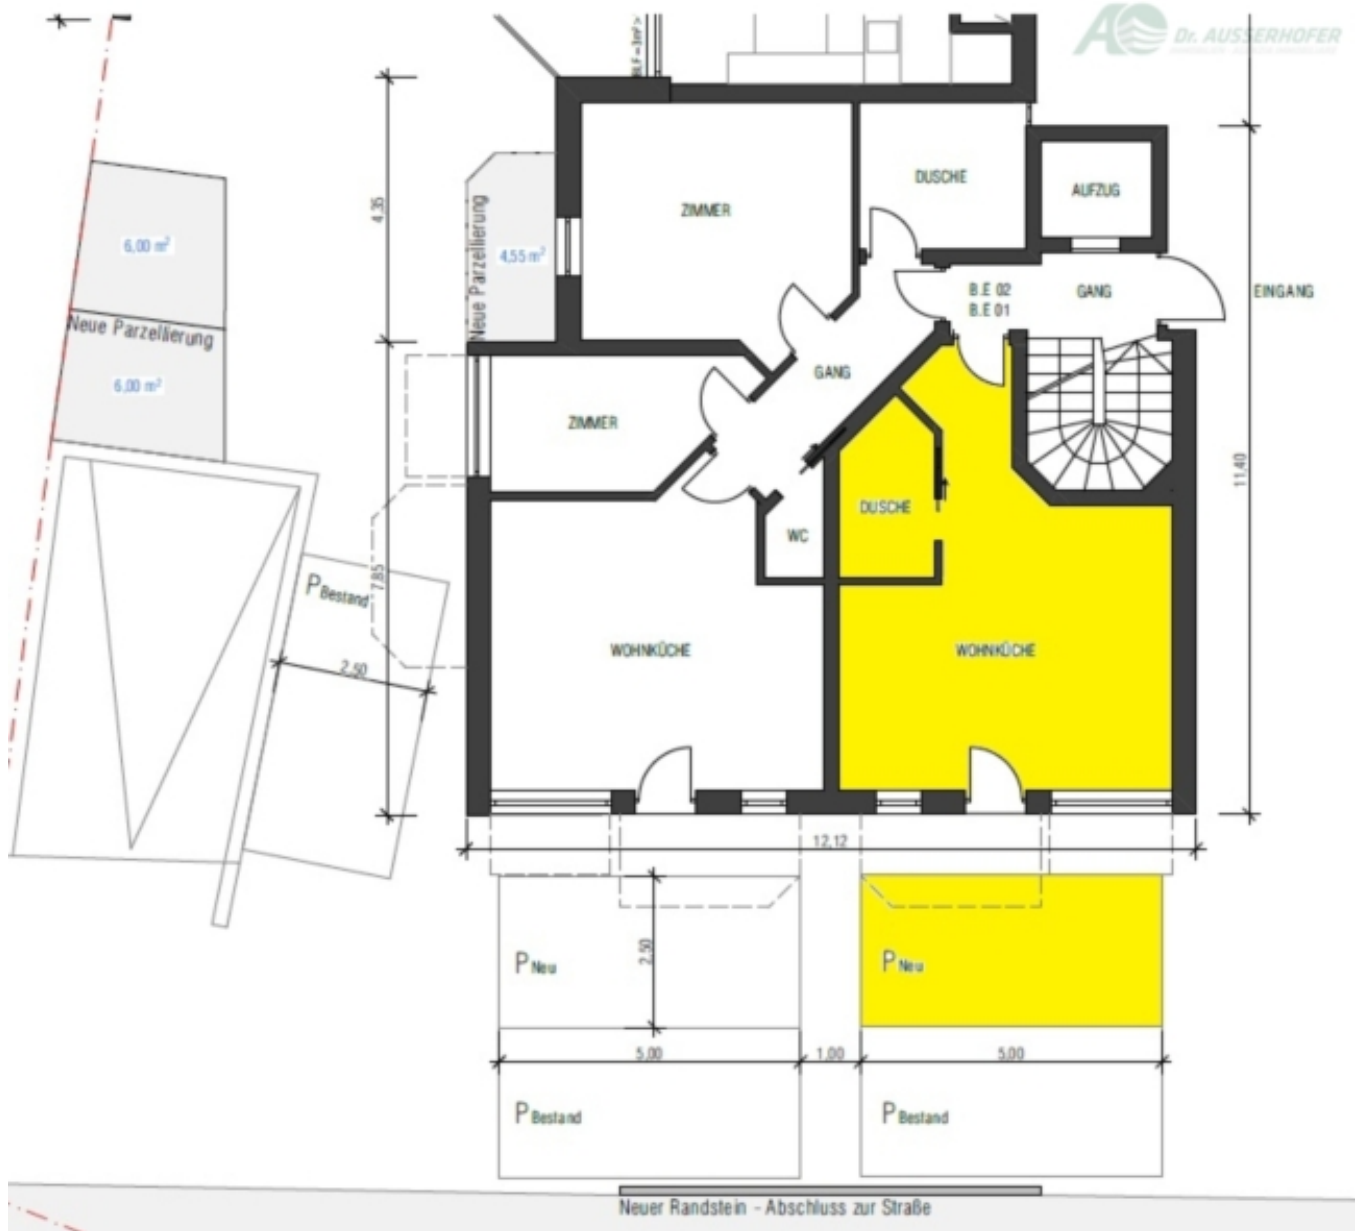 BLF = 3m² >
Dr. AUSSERHOFER
DUSCHE
AUFZUG
4,35
ZIMMER
Neue Parzellierung
6,00 m²
4,55 m²
B.E 02
B.E 01
GANG
EINGANG
Neue Parzellierung
6,00 m²
GANG
ZIMMER
11,40
DUSCHE
WC
7,85
P Bestand
2,50
WOHNKÜCHE
WOHNKÜCHE
12,12
P Neu
2,50
P Neu
5,00
1,00
5,00
P Bestand
P Bestand
Neuer Randstein - Abschluss zur Straße